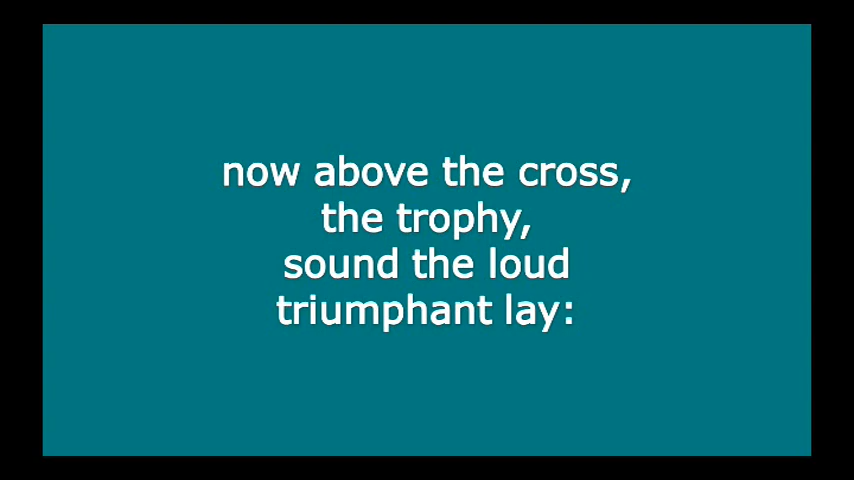 now above the cross,
the trophy,
sound the loud
triumphant lay: